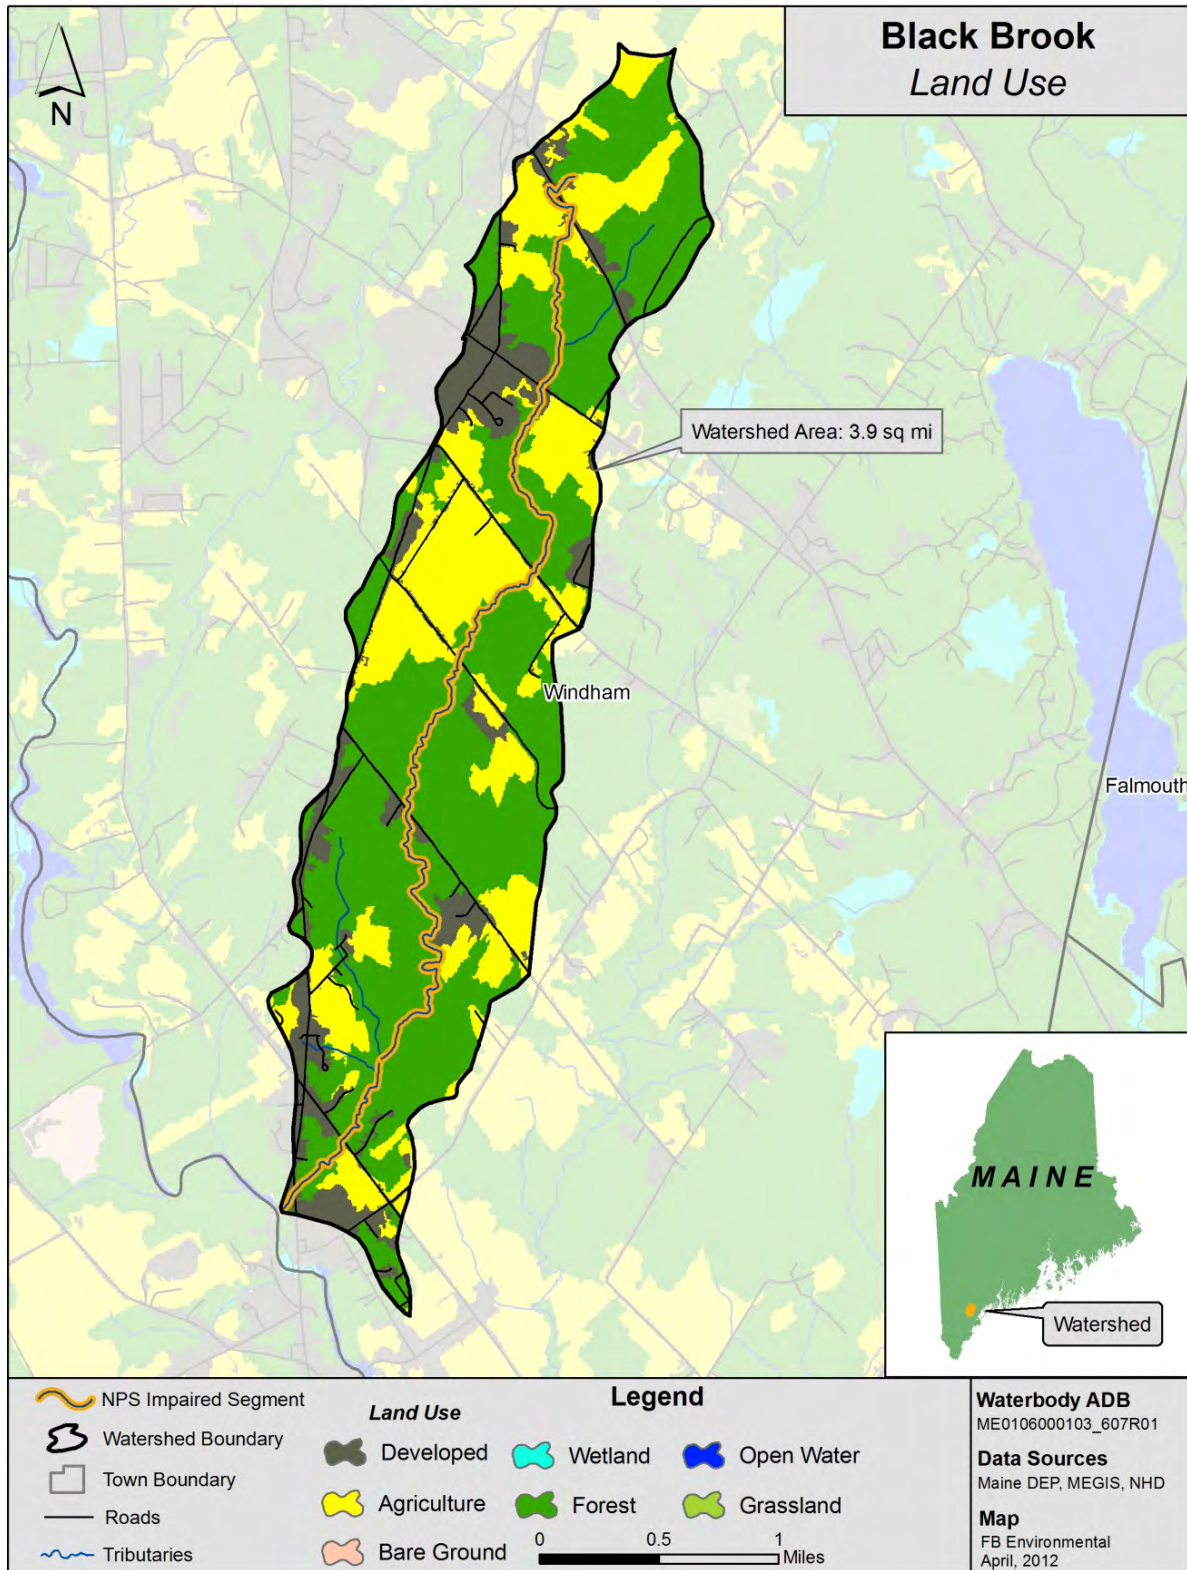 Black Brook
Land Use
N
Watershed Area: 3.9 sq mi
Windham
Falmouth
MAINE
Watershed
Legend
NPS Impaired Segment
Watershed Boundary
Town Boundary
Roads
Tributaries
Land Use
Developed
Wetland
Open Water
Agriculture
Forest
Grassland
Bare Ground
0 0.5 1
Miles
Waterbody ADB
ME0106000103_607R01
Data Sources
Maine DEP, MEGIS, NHD
Map
FB Environmental
April, 2012